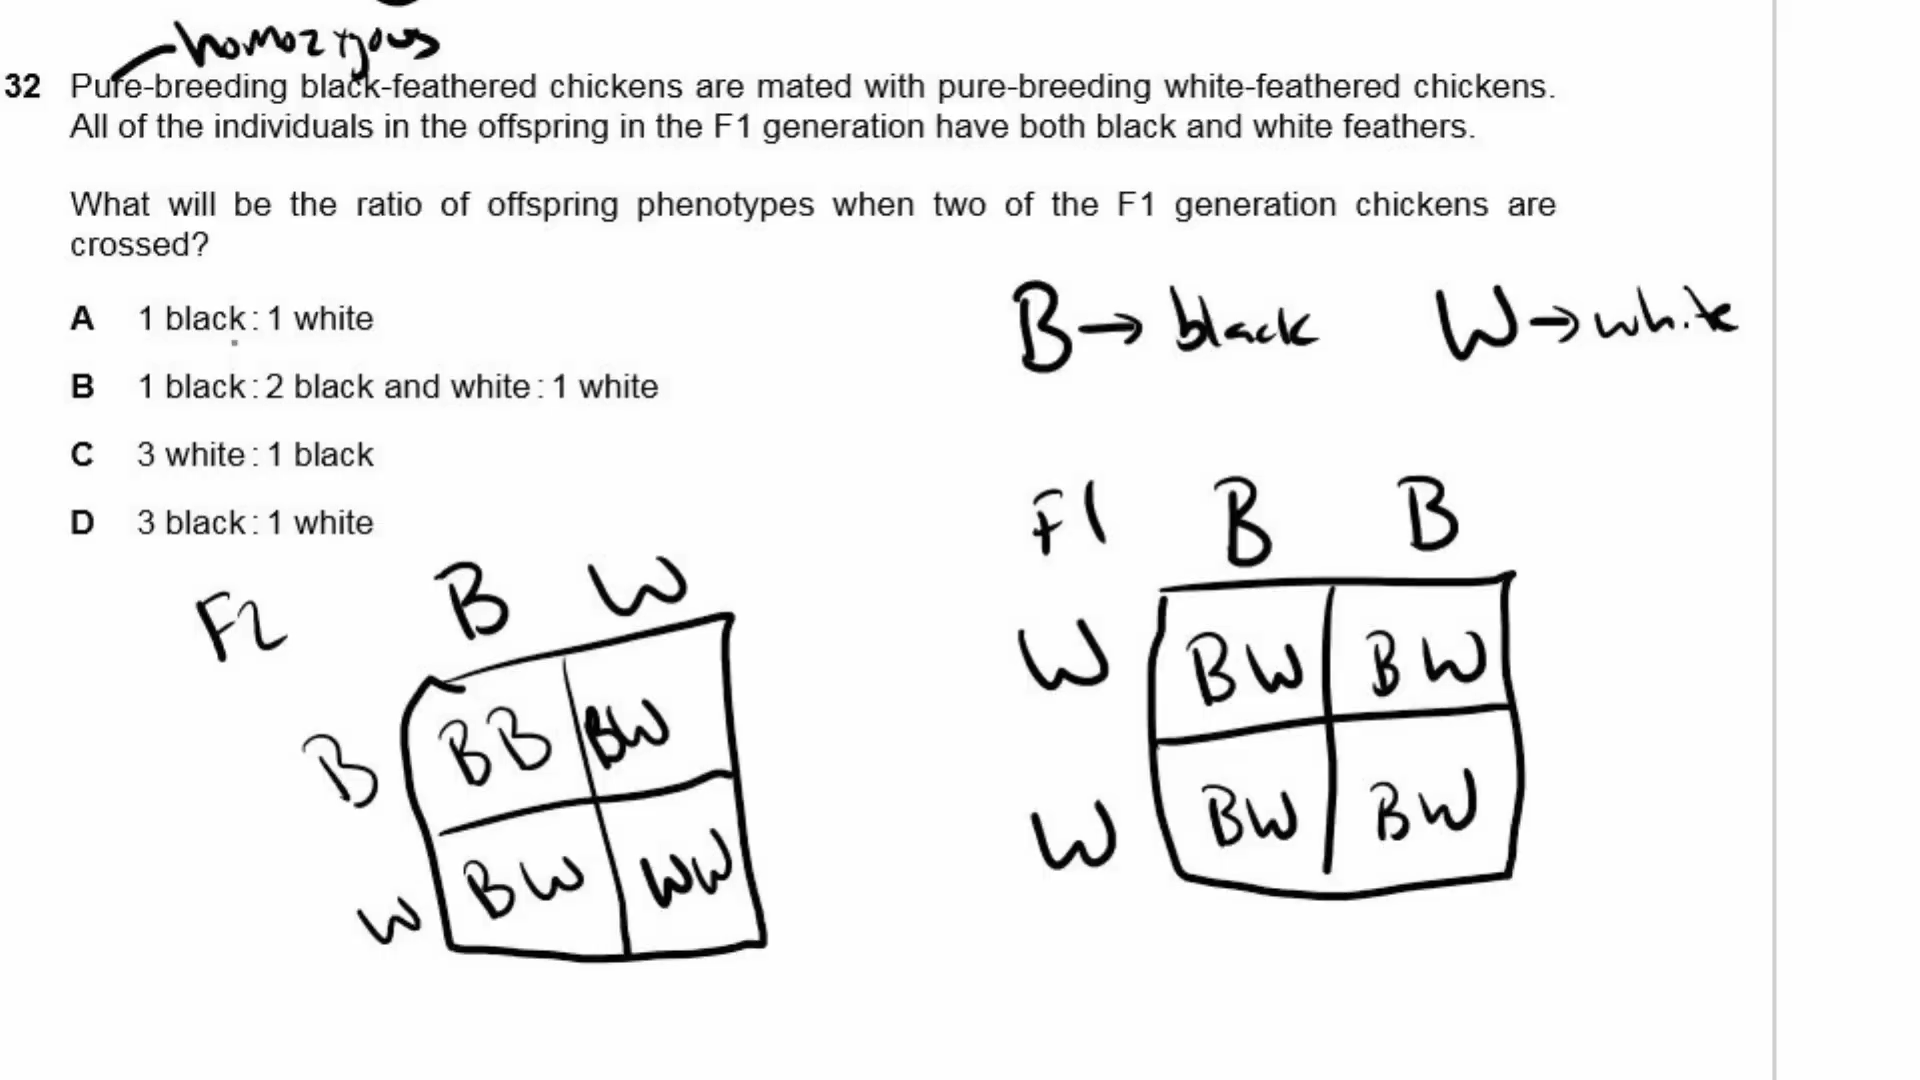 homozygous
32 Pure-breeding black-feathered chickens are mated with pure-breeding white-feathered chickens.
All of the individuals in the offspring in the F1 generation have both black and white feathers.
What will be the ratio of offspring phenotypes when two of the F1 generation chickens are
crossed?
A 1 black : 1 white
B 1 black : 2 black and white : 1 white
C 3 white : 1 black
D 3 black : 1 white
B → black W → white
F1 B B
W BW BW
W BW BW
F2 B W
B BB BW
W BW WW